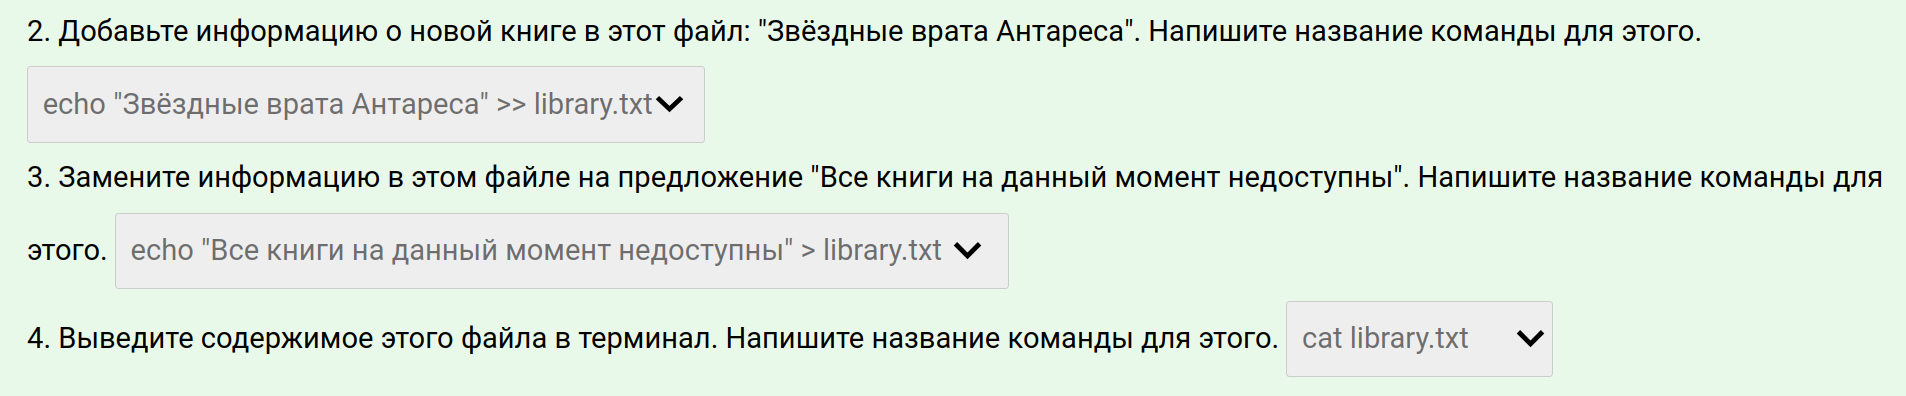 2. Добавьте информацию о новой книге в этот файл: "Звёздные врата Антареса". Напишите название команды для этого.
echo "Звёздные врата Антареса" >> library.txt
3. Замените информацию в этом файле на предложение "Все книги на данный момент недоступны". Напишите название команды для
этого. echo "Все книги на данный момент недоступны" > library.txt
4. Выведите содержимое этого файла в терминал. Напишите название команды для этого. cat library.txt